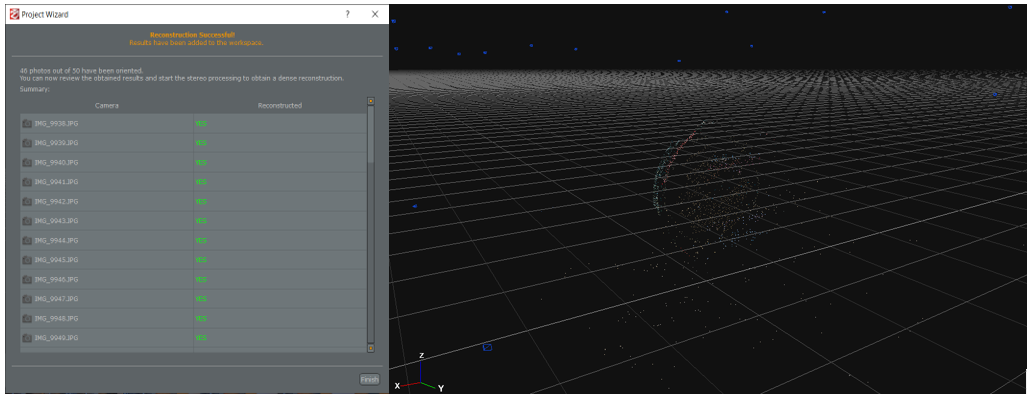 Project Wizard
? X
Reconstruction Successful!
Results have been added to the workspace.
48 photos out of 50 have been oriented.
You can now review the obtained results and start the stereo processing to obtain a dense reconstruction.
Summary:
Camera Reconstructed
IMG_9938.JPG YES
IMG_9939.JPG YES
IMG_9940.JPG YES
IMG_9941.JPG YES
IMG_9942.JPG YES
IMG_9943.JPG YES
IMG_9944.JPG YES
IMG_9945.JPG YES
IMG_9946.JPG YES
IMG_9947.JPG YES
IMG_9948.JPG YES
IMG_9949.JPG YES
Finish
Z
X
Y